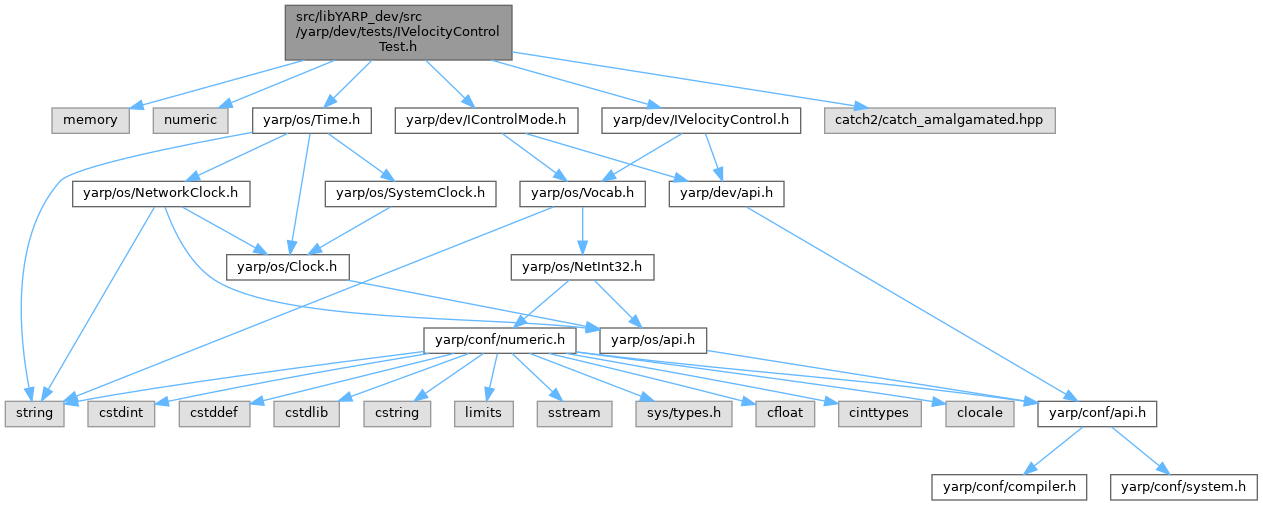 src/libYARP_dev/src
/yarp/dev/tests/IVelocityControl
Test.h
memory
numeric
yarp/os/Time.h
yarp/dev/IControlMode.h
yarp/dev/IVelocityControl.h
catch2/catch_amalgamated.hpp
yarp/os/NetworkClock.h
yarp/os/SystemClock.h
yarp/os/Vocab.h
yarp/dev/api.h
yarp/os/Clock.h
yarp/os/NetInt32.h
yarp/conf/numeric.h
yarp/os/api.h
string
cstdint
cstddef
cstdlib
cstring
limits
sstream
sys/types.h
cfloat
cinttypes
clocale
yarp/conf/api.h
yarp/conf/compiler.h
yarp/conf/system.h